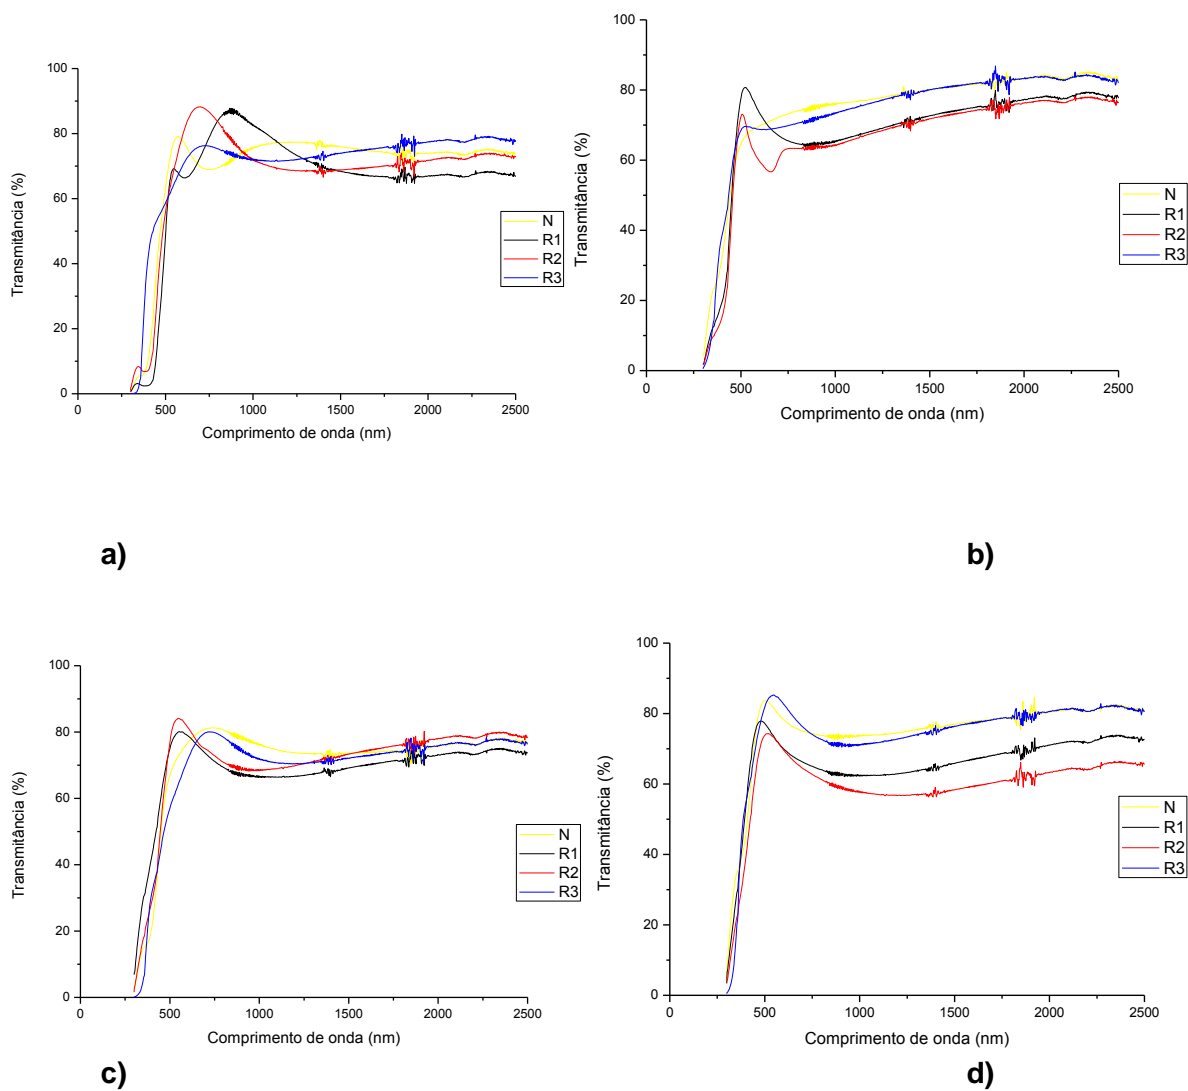 100
80
60
40
20
0
0 500 1000 1500 2000 2500
Transmitância (%)
Comprimento de onda (nm)
N
R1
R2
R3
a)
100
80
60
40
20
0
0 500 1000 1500 2000 2500
Transmitância (%)
Comprimento de onda (nm)
N
R1
R2
R3
b)
100
80
60
40
20
0
0 500 1000 1500 2000 2500
Transmitância (%)
Comprimento de onda (nm)
N
R1
R2
R3
c)
100
80
60
40
20
0
0 500 1000 1500 2000 2500
Transmitância (%)
Comprimento de onda (nm)
N
R1
R2
R3
d)